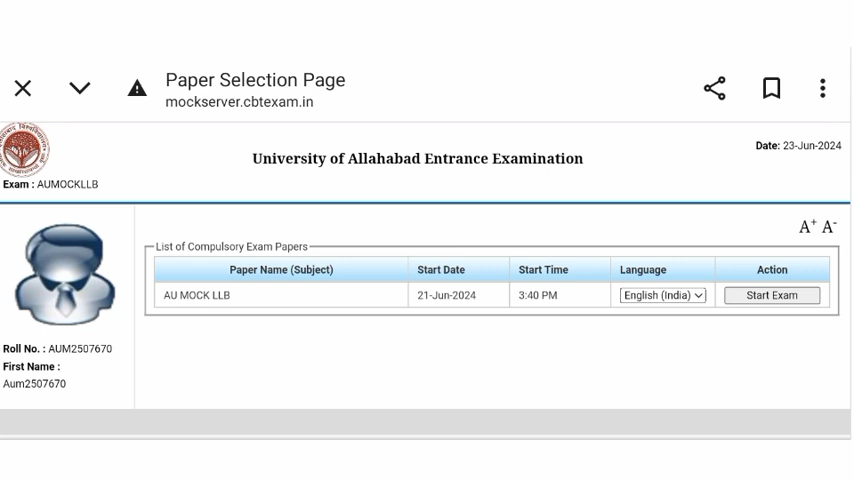 Paper Selection Page
mockserver.cbtexam.in
Date: 23-Jun-2024
University of Allahabad Entrance Examination
Exam : AUMOCKLLB
A+ A-
List of Compulsory Exam Papers
Paper Name (Subject) Start Date Start Time Language Action
AU MOCK LLB 21-Jun-2024 3:40 PM English (India) Start Exam
Roll No. : AUM2507670
First Name :
Aum2507670